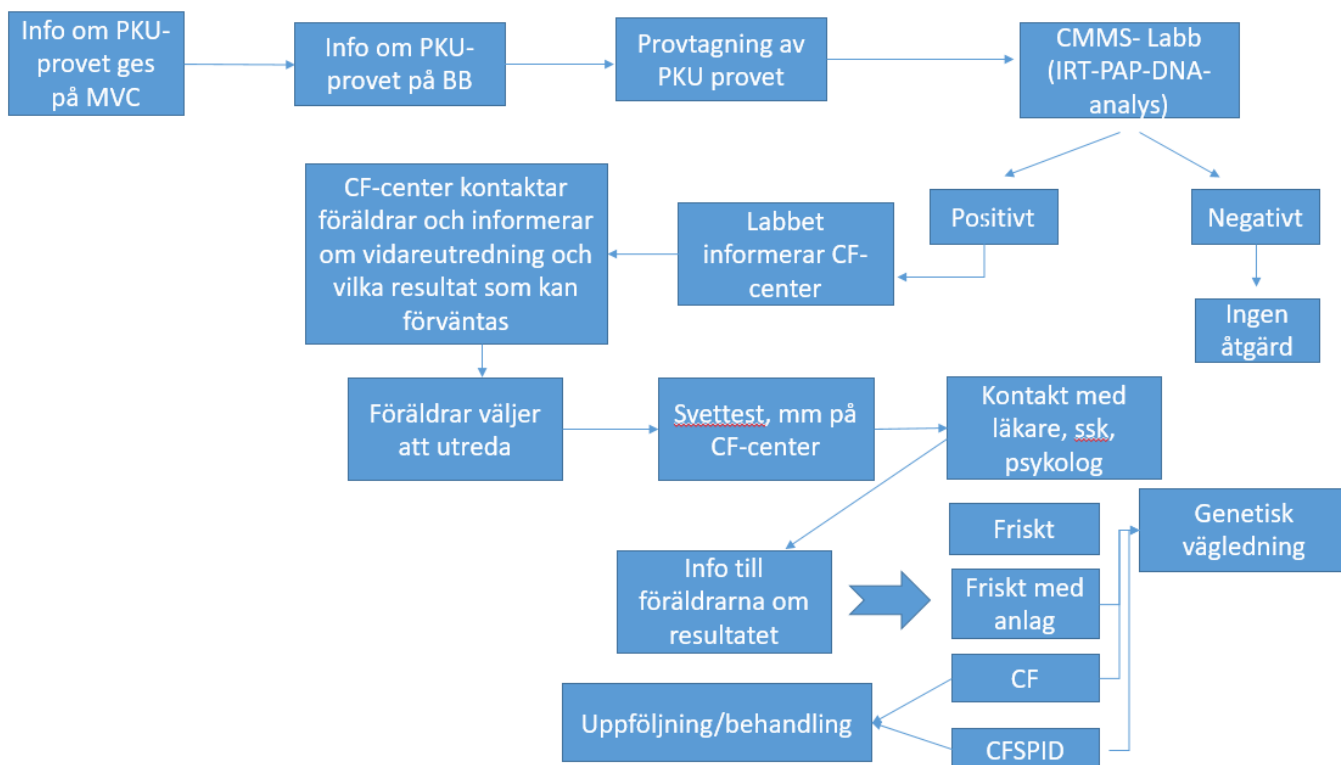 Info om PKU-
provet ges
på MVC
Info om PKU-
provet på BB
Provtagning av
PKU provet
CMMS- Labb
(IRT-PAP-DNA-
analys)
CF-center kontaktar
föräldrar och informerar
om vidareutredning och
vilka resultat som kan
förväntas
Labbet
informerar CF-
center
Positivt
Negativt
Ingen
åtgärd
Föräldrar väljer
att utreda
Svettest, mm på
CF-center
Kontakt med
läkare, ssk,
psykolog
Info till
föräldrarna om
resultatet
Friskt
Friskt med
anlag
CF
CFSPID
Genetisk
vägledning
Uppföljning/behandling